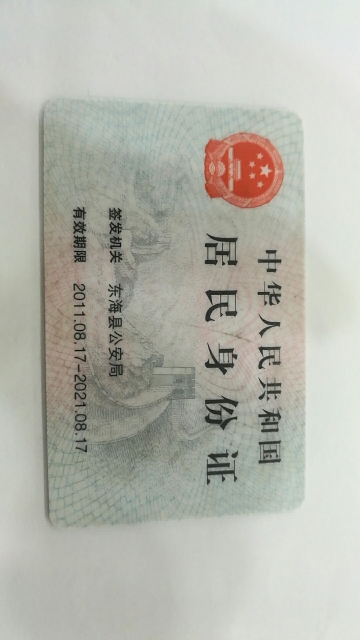 中华人民共和国
居民身份证
签发机关 东海县公安局
有效期限 2011.08.17-2021.08.17